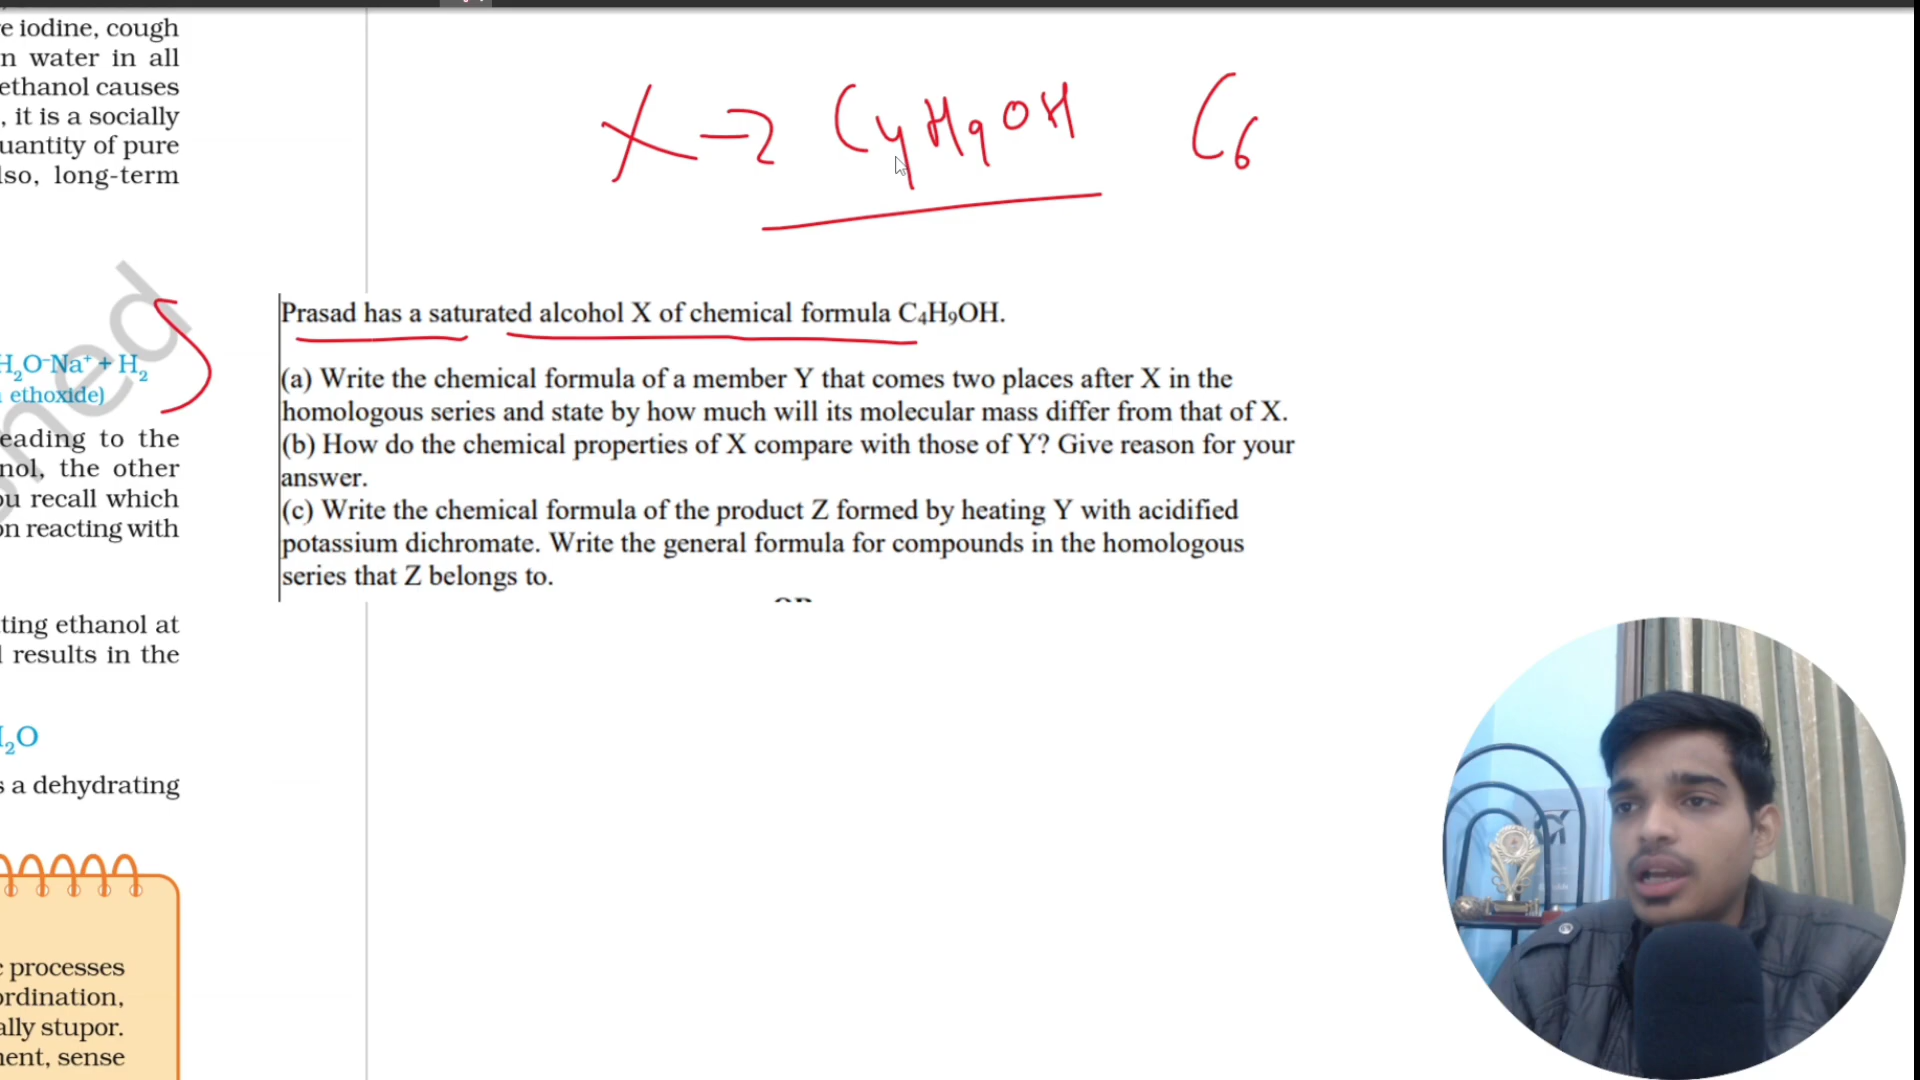 e iodine, cough
n water in all
ethanol causes
, it is a socially
uantity of pure
lso, long-term
X → C4H9OH C6
Prasad has a saturated alcohol X of chemical formula C₄H₉OH.
(a) Write the chemical formula of a member Y that comes two places after X in the
homologous series and state by how much will its molecular mass differ from that of X.
(b) How do the chemical properties of X compare with those of Y? Give reason for your
answer.
(c) Write the chemical formula of the product Z formed by heating Y with acidified
potassium dichromate. Write the general formula for compounds in the homologous
series that Z belongs to.
H₂O⁻Na⁺ + H₂
ethoxide)
eading to the
nol, the other
ou recall which
on reacting with
ting ethanol at
l results in the
H₂O
s a dehydrating
c processes
ordination,
ally stupor.
ment, sense